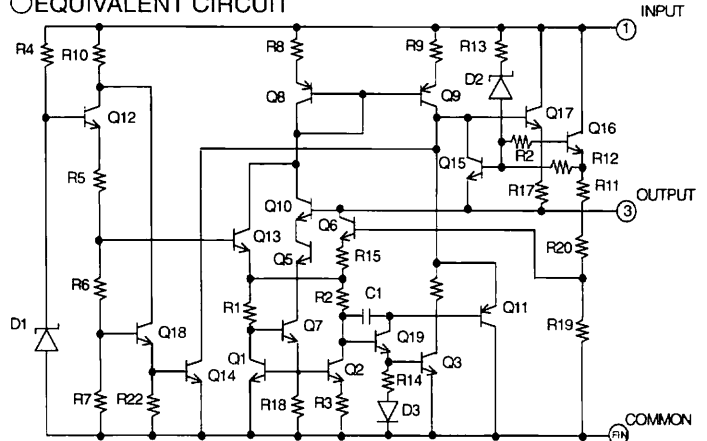 ○EQUIVALENT CIRCUIT
INPUT
1
R4
R10
R8
R9
R13
D2
Q8
Q9
Q12
Q17
Q16
R2
Q15
R12
R5
R17
R11
OUTPUT
3
Q10
Q6
Q13
Q5
R15
R20
R6
R1
R2
C1
Q11
R19
D1
Q18
Q7
Q19
Q1
Q2
Q3
Q14
R14
R7
R22
R18
R3
D3
COMMON
FIN